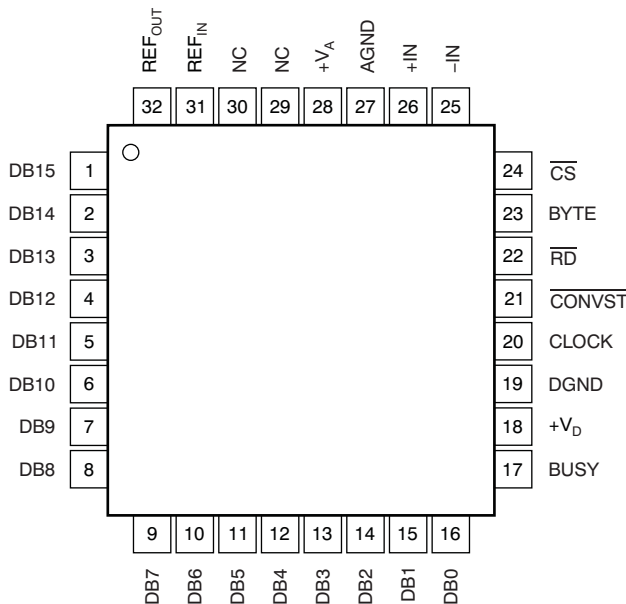 REF_OUT REF_IN NC NC +V_A AGND +IN –IN
32 31 30 29 28 27 26 25
DB15 1 24 C̅S̅
DB14 2 23 BYTE
DB13 3 22 R̅D̅
DB12 4 21 C̅O̅N̅V̅S̅T̅
DB11 5 20 CLOCK
DB10 6 19 DGND
DB9 7 18 +V_D
DB8 8 17 BUSY
9 10 11 12 13 14 15 16
DB7 DB6 DB5 DB4 DB3 DB2 DB1 DB0